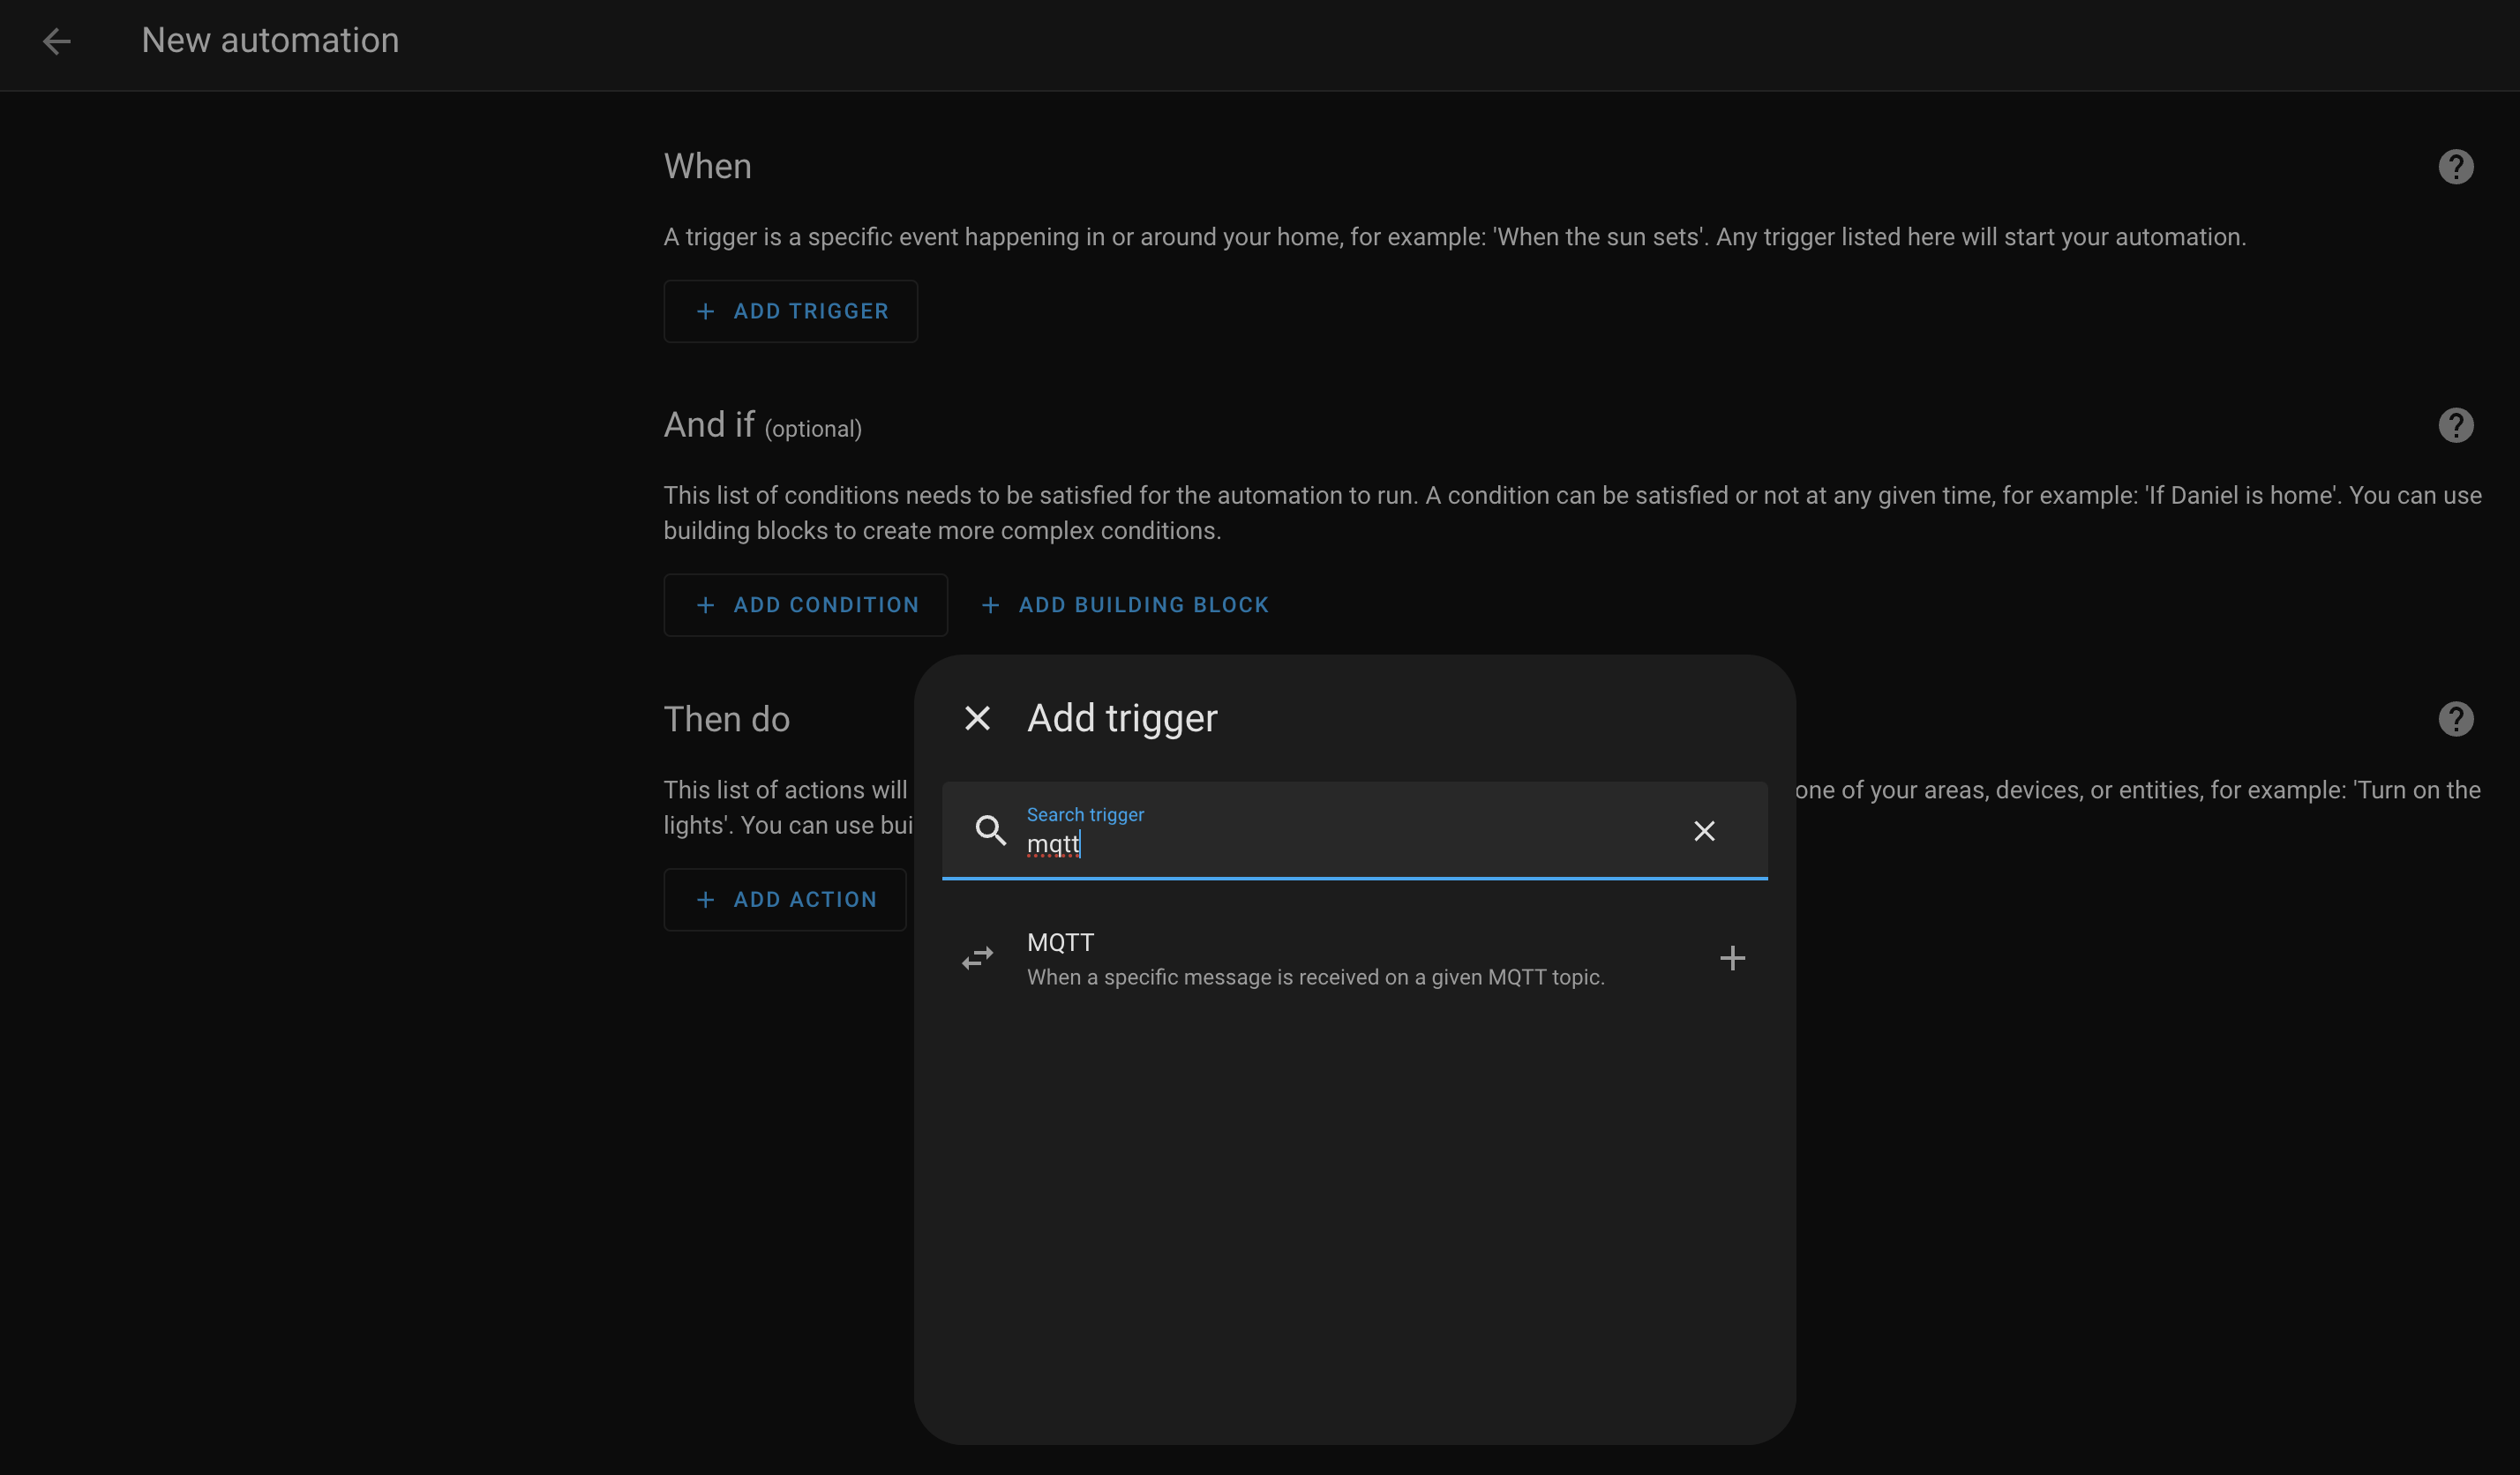 New automation
When
A trigger is a specific event happening in or around your home, for example: 'When the sun sets'. Any trigger listed here will start your automation.
ADD TRIGGER
And if (optional)
This list of conditions needs to be satisfied for the automation to run. A condition can be satisfied or not at any given time, for example: 'If Daniel is home'. You can use
building blocks to create more complex conditions.
ADD CONDITION
ADD BUILDING BLOCK
Then do
This list of actions will
one of your areas, devices, or entities, for example: 'Turn on the
lights'. You can use bui
ADD ACTION
Add trigger
Search trigger
mqtt
MQTT
When a specific message is received on a given MQTT topic.